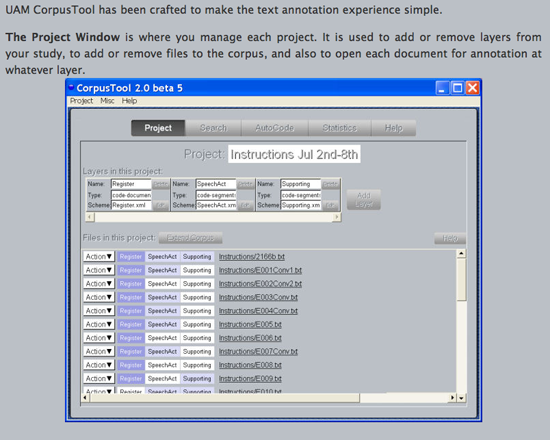 UAM CorpusTool has been crafted to make the text annotation experience simple.
The Project Window is where you manage each project. It is used to add or remove layers from
your study, to add or remove files to the corpus, and also to open each document for annotation at
whatever layer.
CorpusTool 2.0 beta 5
Project Misc Help
Project Search AutoCode Statistics Help
Project: Instructions Jul 2nd-8th
Layers in this project:
Name: Register Name: SpeechAct Name: Supporting
Type: code-documen Type: code-segment Type: code-segment
Scheme: Register.xml Scheme: SpeechAct.xm Scheme: Supporting.xm
Add
Layer
Files in this project: Extend Corpus Help
Action▼ Register SpeechAct Supporting Instructions/2166b.txt
Action▼ Register SpeechAct Supporting Instructions/E001Conv1.txt
Action▼ Register SpeechAct Supporting Instructions/E002Conv2.txt
Action▼ Register SpeechAct Supporting Instructions/E003Conv.txt
Action▼ Register SpeechAct Supporting Instructions/E004Conv.txt
Action▼ Register SpeechAct Supporting Instructions/E005.txt
Action▼ Register SpeechAct Supporting Instructions/E006.txt
Action▼ Register SpeechAct Supporting Instructions/E007Conv.txt
Action▼ Register SpeechAct Supporting Instructions/E008.txt
Action▼ Register SpeechAct Supporting Instructions/E009.txt
Action▼ Register SpeechAct Supporting Instructions/E010.txt